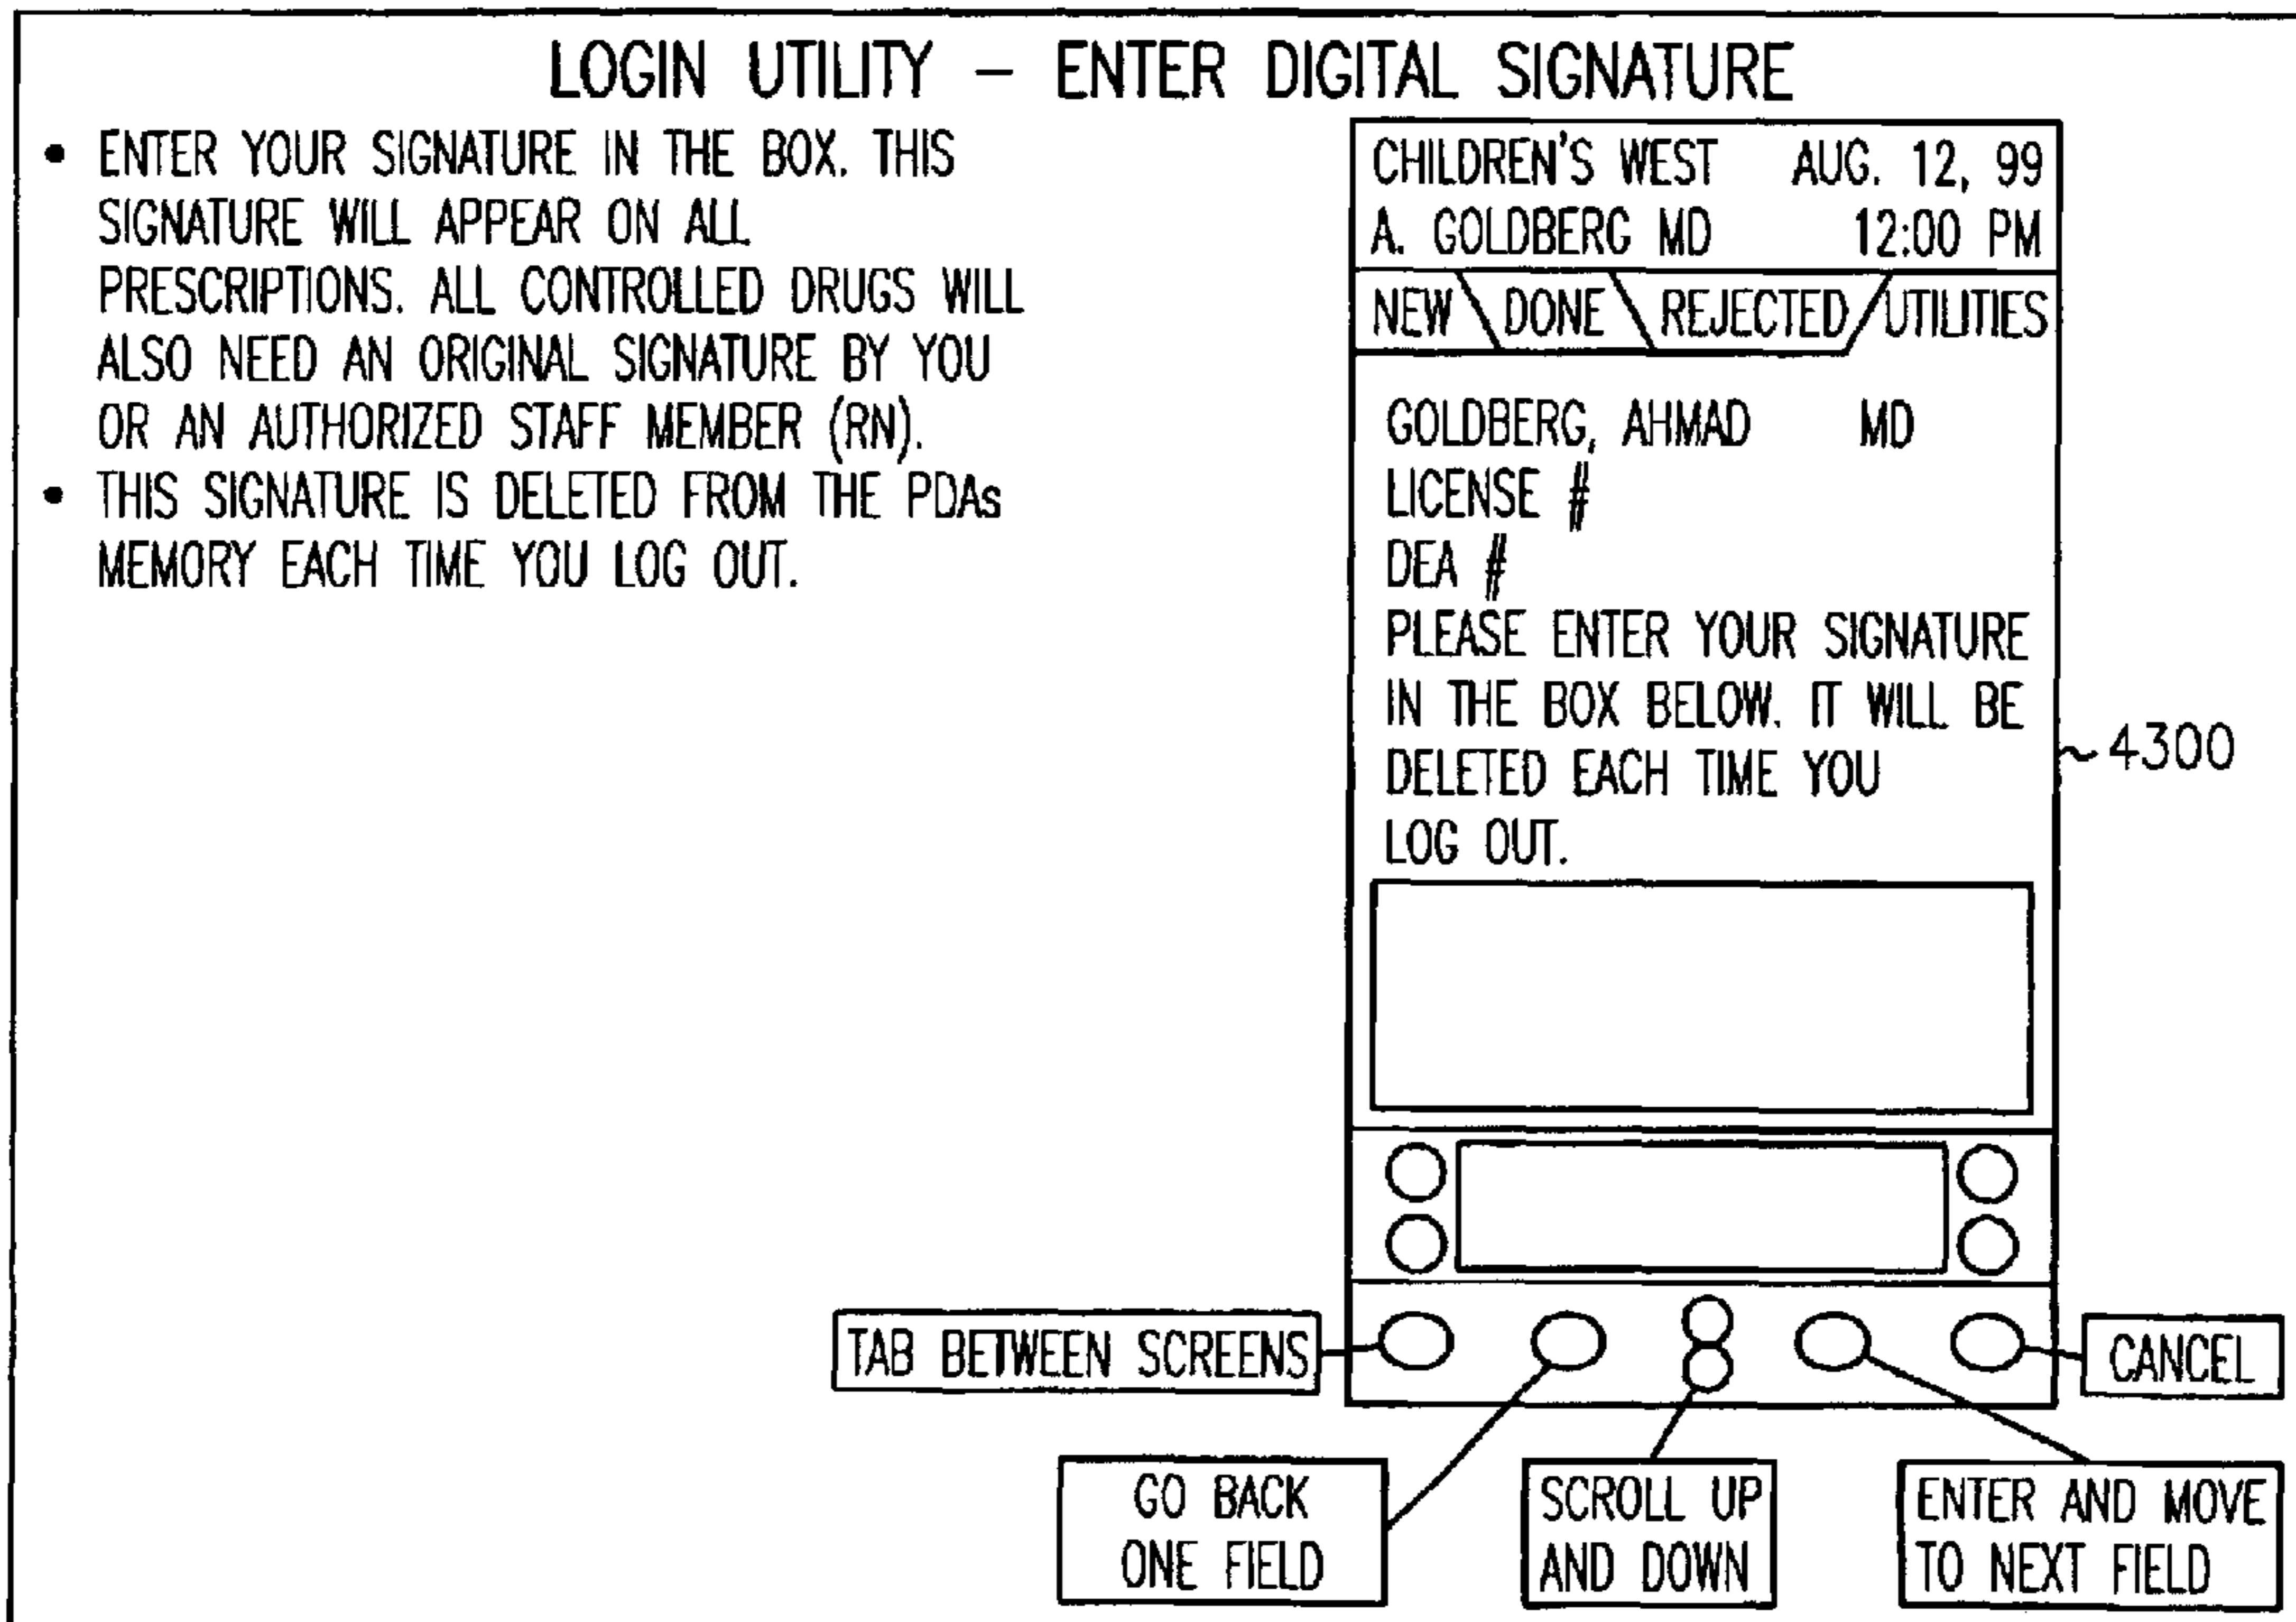 LOGIN UTILITY – ENTER DIGITAL SIGNATURE
• ENTER YOUR SIGNATURE IN THE BOX. THIS
SIGNATURE WILL APPEAR ON ALL
PRESCRIPTIONS. ALL CONTROLLED DRUGS WILL
ALSO NEED AN ORIGINAL SIGNATURE BY YOU
OR AN AUTHORIZED STAFF MEMBER (RN).
• THIS SIGNATURE IS DELETED FROM THE PDAs
MEMORY EACH TIME YOU LOG OUT.
CHILDREN'S WEST AUG. 12, 99
A. GOLDBERG MD 12:00 PM
NEW DONE REJECTED UTILITIES
GOLDBERG, AHMAD MD
LICENSE #
DEA #
PLEASE ENTER YOUR SIGNATURE
IN THE BOX BELOW. IT WILL BE
DELETED EACH TIME YOU
LOG OUT.
4300
TAB BETWEEN SCREENS
CANCEL
GO BACK
ONE FIELD
SCROLL UP
AND DOWN
ENTER AND MOVE
TO NEXT FIELD